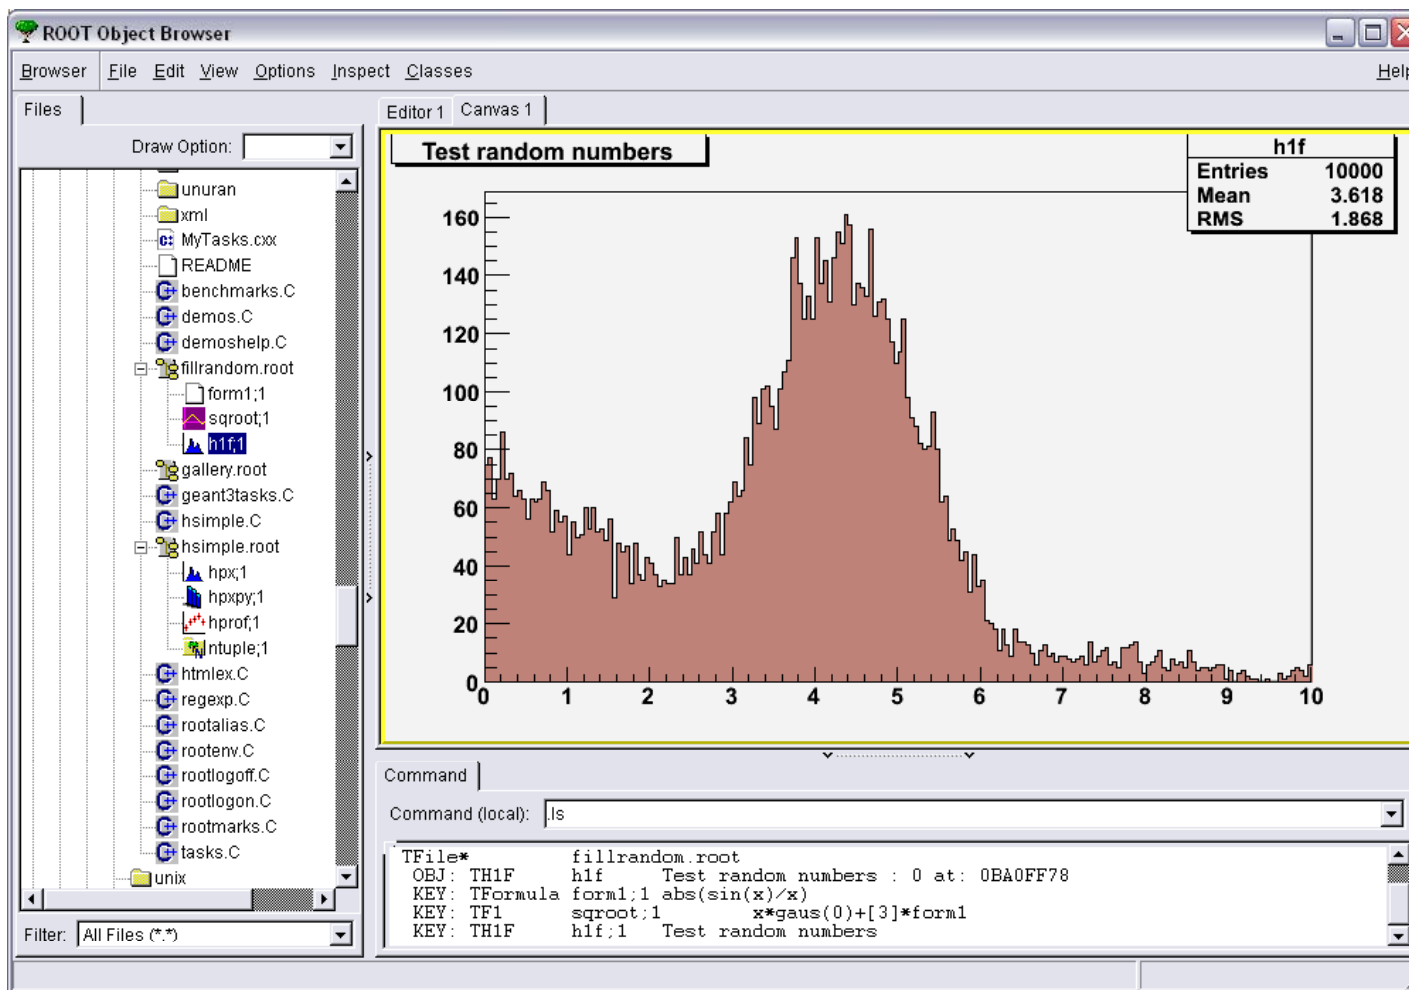 ROOT Object Browser
Browser File Edit View Options Inspect Classes Help
Files
Draw Option:
unuran
xml
MyTasks.cxx
README
benchmarks.C
demos.C
demoshelp.C
fillrandom.root
form1;1
sqroot;1
h1f;1
gallery.root
geant3tasks.C
hsimple.C
hsimple.root
hpx;1
hpxpy;1
hprof;1
ntuple;1
htmlex.C
regexp.C
rootalias.C
rootenv.C
rootlogoff.C
rootlogon.C
rootmarks.C
tasks.C
unix
Filter: All Files (*.*)
Editor 1 Canvas 1
Test random numbers
h1f
Entries 10000
Mean 3.618
RMS 1.868
160
140
120
100
80
60
40
20
0
0 1 2 3 4 5 6 7 8 9 10
Command
Command (local): .ls
TFile* fillrandom.root
OBJ: TH1F h1f Test random numbers : 0 at: 0BA0FF78
KEY: TFormula form1;1 abs(sin(x)/x)
KEY: TF1 sqroot;1 x*gaus(0)+[3]*form1
KEY: TH1F h1f;1 Test random numbers